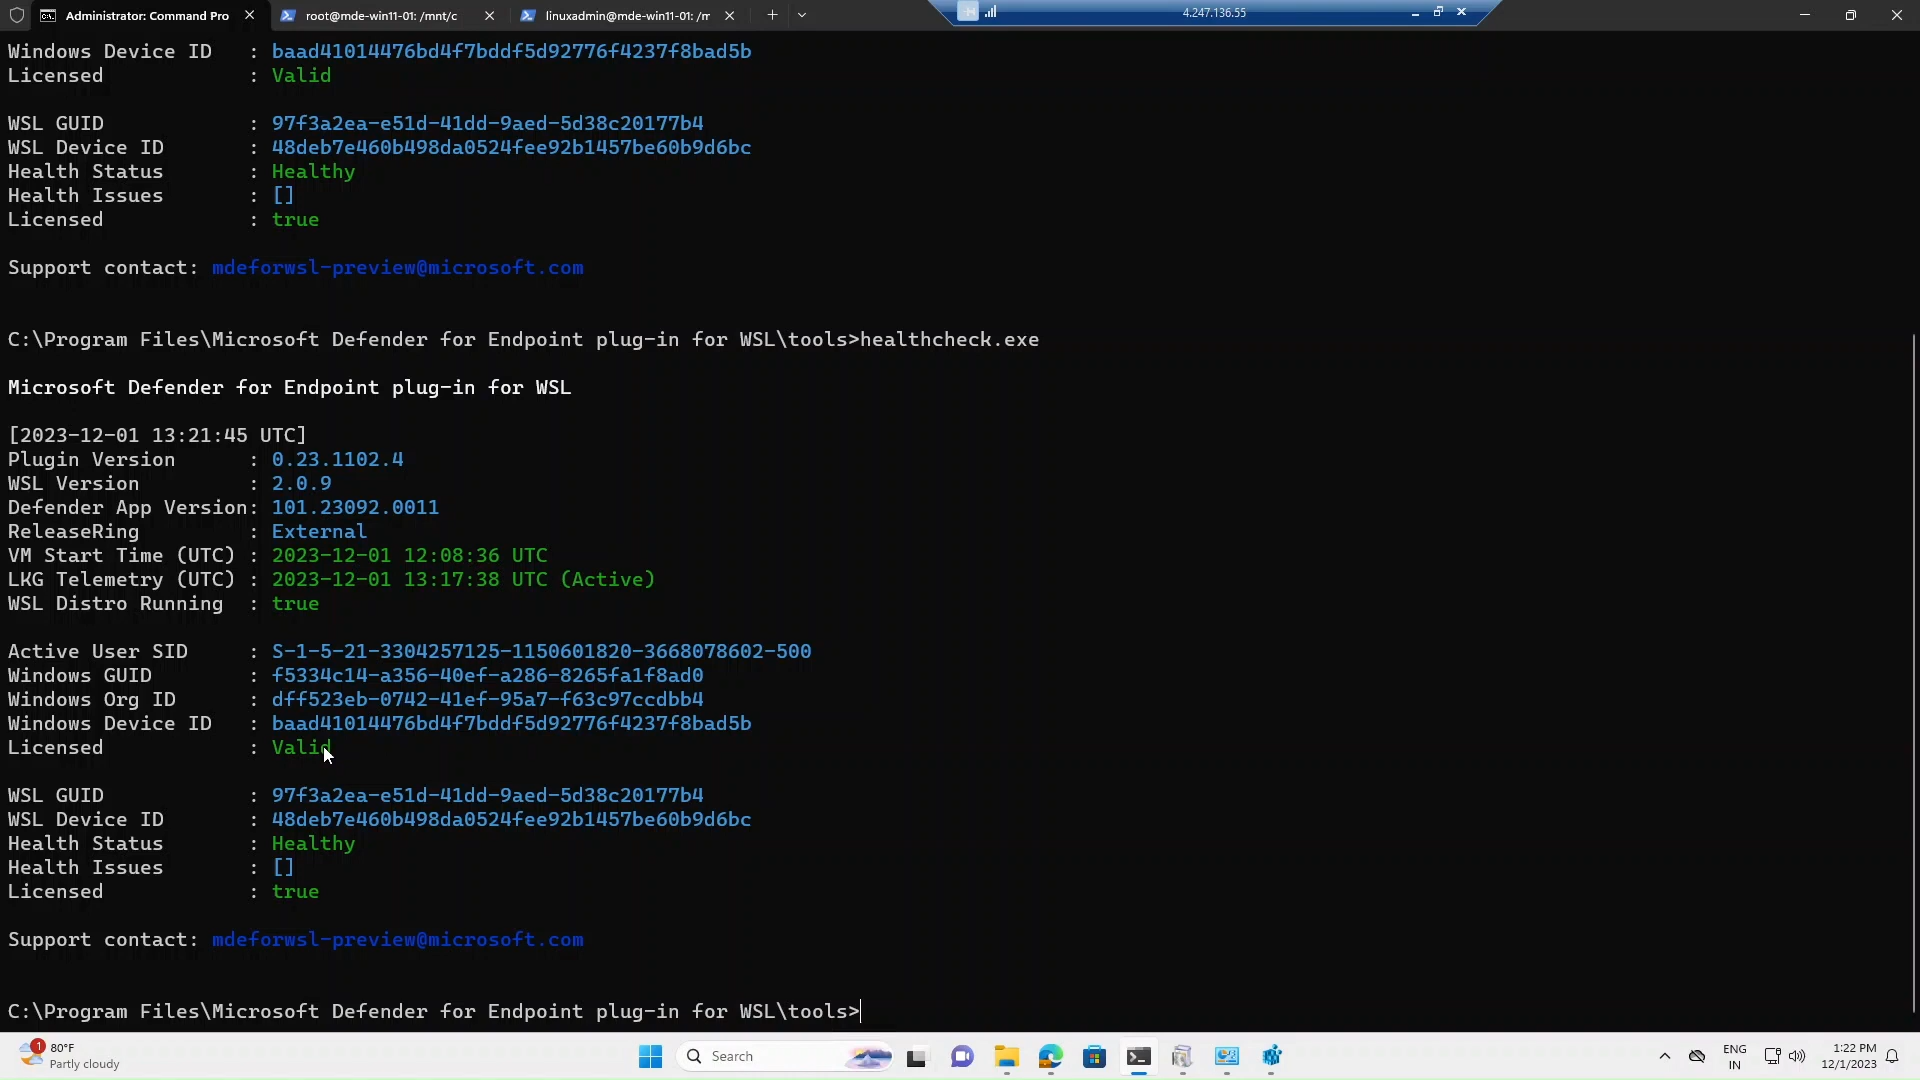 Administrator: Command Pro
root@mde-win11-01: /mnt/c
linuxadmin@mde-win11-01: /m
4.247.136.55
Windows Device ID : baad41014476bd4f7bddf5d92776f4237f8bad5b
Licensed : Valid
WSL GUID : 97f3a2ea-e51d-41dd-9aed-5d38c20177b4
WSL Device ID : 48deb7e460b498da0524fee92b1457be60b9d6bc
Health Status : Healthy
Health Issues : []
Licensed : true
Support contact: mdeforwsl-preview@microsoft.com
C:\Program Files\Microsoft Defender for Endpoint plug-in for WSL\tools>healthcheck.exe
Microsoft Defender for Endpoint plug-in for WSL
[2023-12-01 13:21:45 UTC]
Plugin Version : 0.23.1102.4
WSL Version : 2.0.9
Defender App Version: 101.23092.0011
ReleaseRing : External
VM Start Time (UTC) : 2023-12-01 12:08:36 UTC
LKG Telemetry (UTC) : 2023-12-01 13:17:38 UTC (Active)
WSL Distro Running : true
Active User SID : S-1-5-21-3304257125-1150601820-3668078602-500
Windows GUID : f5334c14-a356-40ef-a286-8265fa1f8ad0
Windows Org ID : dff523eb-0742-41ef-95a7-f63c97ccdbb4
Windows Device ID : baad41014476bd4f7bddf5d92776f4237f8bad5b
Licensed : Valid
WSL GUID : 97f3a2ea-e51d-41dd-9aed-5d38c20177b4
WSL Device ID : 48deb7e460b498da0524fee92b1457be60b9d6bc
Health Status : Healthy
Health Issues : []
Licensed : true
Support contact: mdeforwsl-preview@microsoft.com
C:\Program Files\Microsoft Defender for Endpoint plug-in for WSL\tools>
1
80°F
Partly cloudy
Search
ENG
IN
1:22 PM
12/1/2023